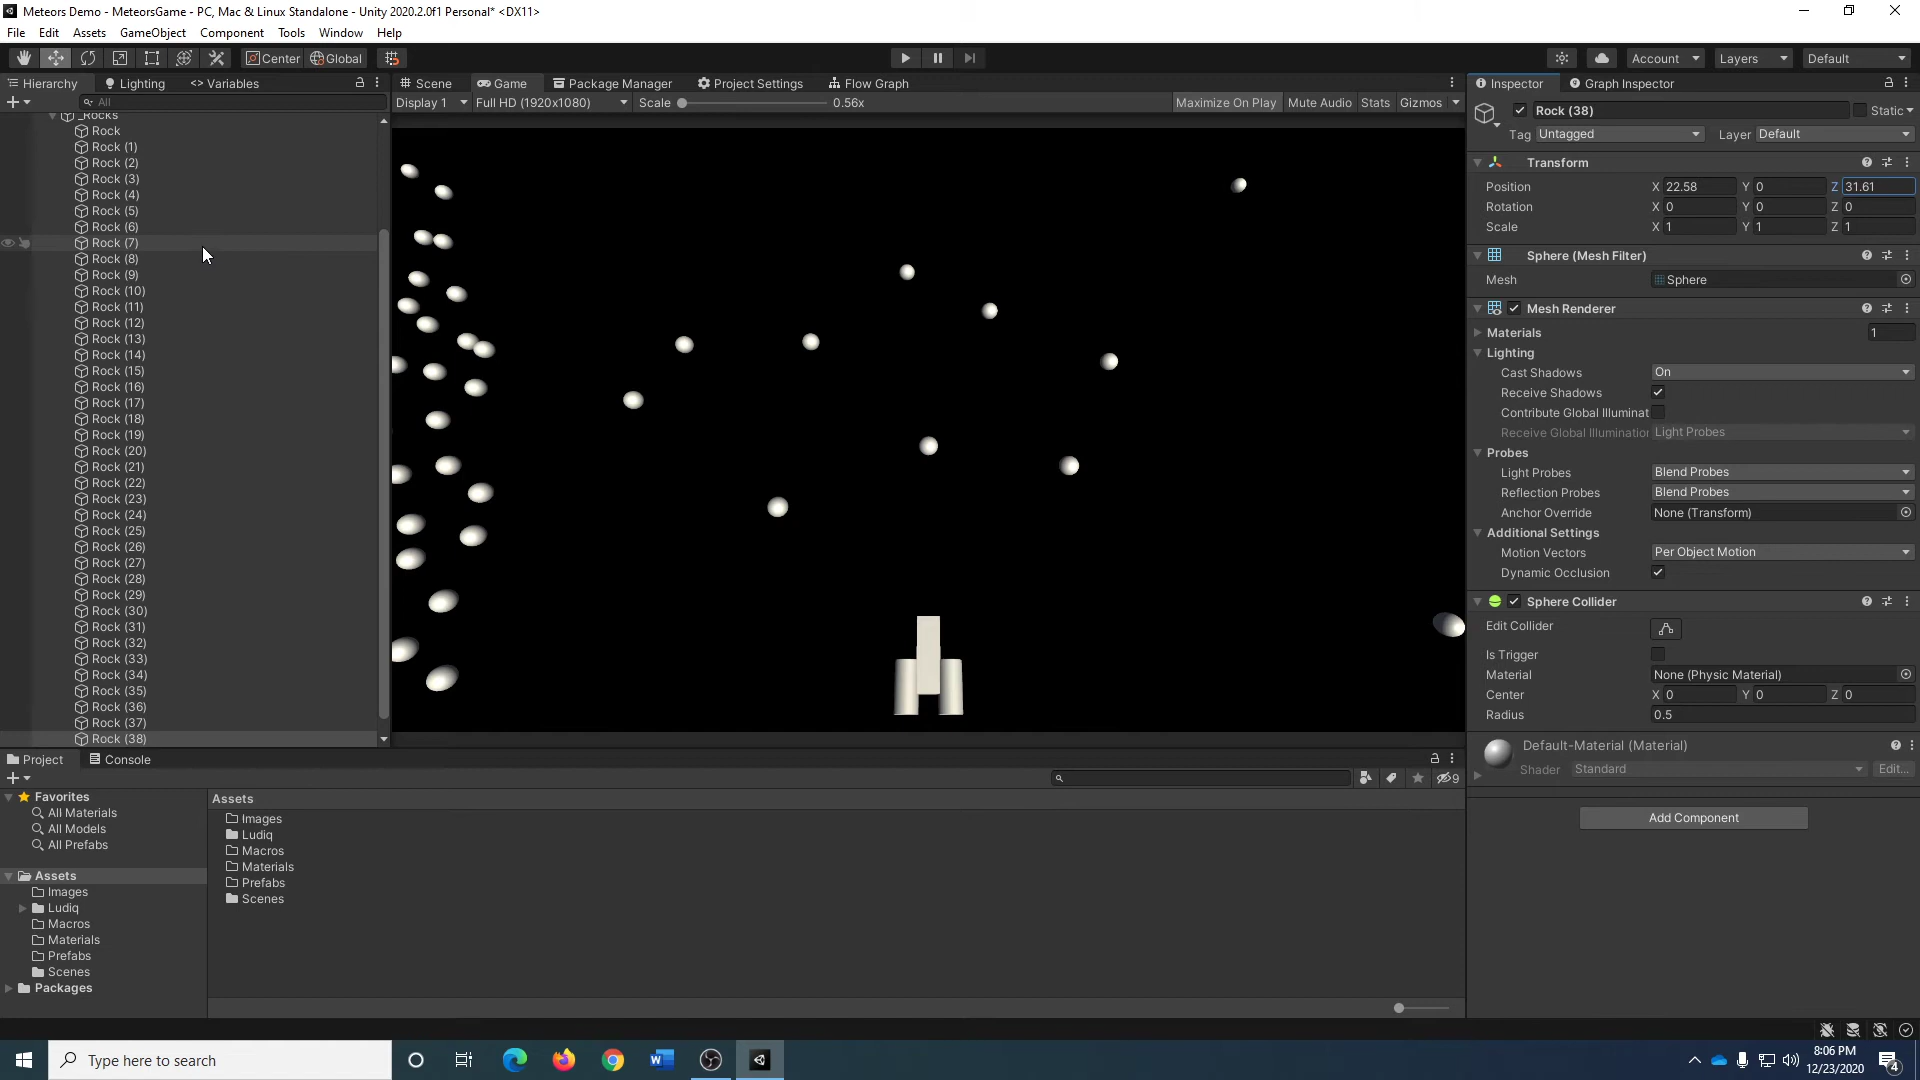 Meteors Demo - MeteorsGame - PC, Mac & Linux Standalone - Unity 2020.2.0f1 Personal* <DX11>
File Edit Assets GameObject Component Tools Window Help
Center Global Account Layers Default
Hierarchy Lighting <> Variables
All
_Rocks
Rock
Rock (1)
Rock (2)
Rock (3)
Rock (4)
Rock (5)
Rock (6)
Rock (7)
Rock (8)
Rock (9)
Rock (10)
Rock (11)
Rock (12)
Rock (13)
Rock (14)
Rock (15)
Rock (16)
Rock (17)
Rock (18)
Rock (19)
Rock (20)
Rock (21)
Rock (22)
Rock (23)
Rock (24)
Rock (25)
Rock (26)
Rock (27)
Rock (28)
Rock (29)
Rock (30)
Rock (31)
Rock (32)
Rock (33)
Rock (34)
Rock (35)
Rock (36)
Rock (37)
Rock (38)
Scene Game Package Manager Project Settings Flow Graph
Display 1 Full HD (1920x1080) Scale 0.56x Maximize On Play Mute Audio Stats Gizmos
Inspector Graph Inspector
Rock (38) Static
Tag Untagged Layer Default
Transform
Position X 22.58 Y 0 Z 31.61
Rotation X 0 Y 0 Z 0
Scale X 1 Y 1 Z 1
Sphere (Mesh Filter)
Mesh Sphere
Mesh Renderer
Materials 1
Lighting
Cast Shadows On
Receive Shadows
Contribute Global Illuminat
Receive Global Illumination Light Probes
Probes
Light Probes Blend Probes
Reflection Probes Blend Probes
Anchor Override None (Transform)
Additional Settings
Motion Vectors Per Object Motion
Dynamic Occlusion
Sphere Collider
Edit Collider
Is Trigger
Material None (Physic Material)
Center X 0 Y 0 Z 0
Radius 0.5
Default-Material (Material)
Shader Standard Edit...
Add Component
Project Console
9
Favorites
All Materials
All Models
All Prefabs
Assets
Images
Ludiq
Macros
Materials
Prefabs
Scenes
Packages
Assets
Images
Ludiq
Macros
Materials
Prefabs
Scenes
Type here to search
8:06 PM
12/23/2020
4